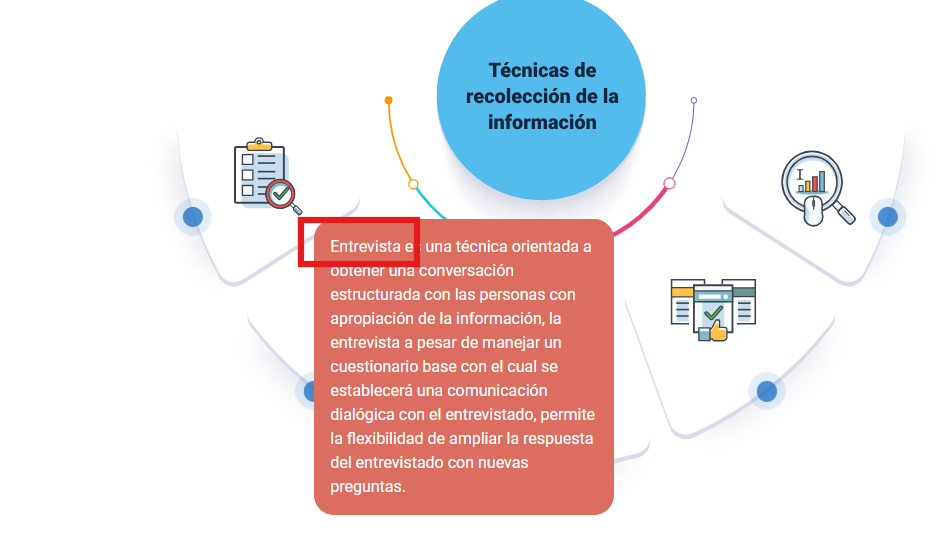 Técnicas de
recolección de la
información
Entrevista es una técnica orientada a
obtener una conversación
estructurada con las personas con
apropiación de la información, la
entrevista a pesar de manejar un
cuestionario base con el cual se
establecerá una comunicación
dialógica con el entrevistado, permite
la flexibilidad de ampliar la respuesta
del entrevistado con nuevas
preguntas.